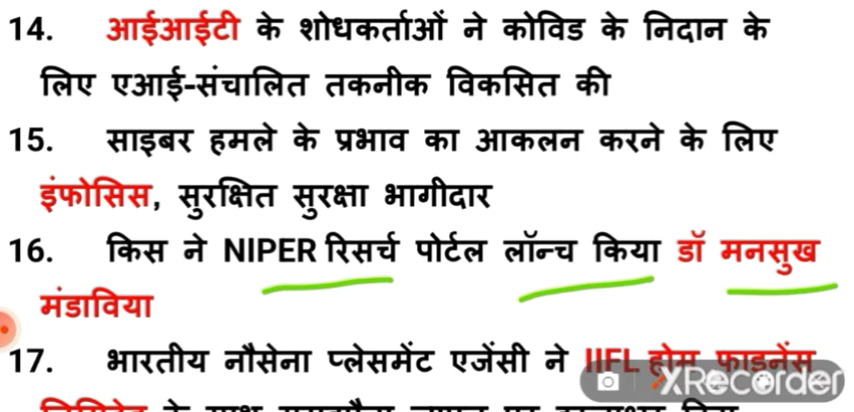 14. आईआईटी के शोधकर्ताओं ने कोविड के निदान के
लिए एआई-संचालित तकनीक विकसित की
15. साइबर हमले के प्रभाव का आकलन करने के लिए
इंफोसिस, सुरक्षित सुरक्षा भागीदार
16. किस ने NIPER रिसर्च पोर्टल लॉन्च किया डॉ मनसुख
मंडाविया
17. भारतीय नौसेना प्लेसमेंट एजेंसी ने IIFL होम फाइनेंस
XRecorder